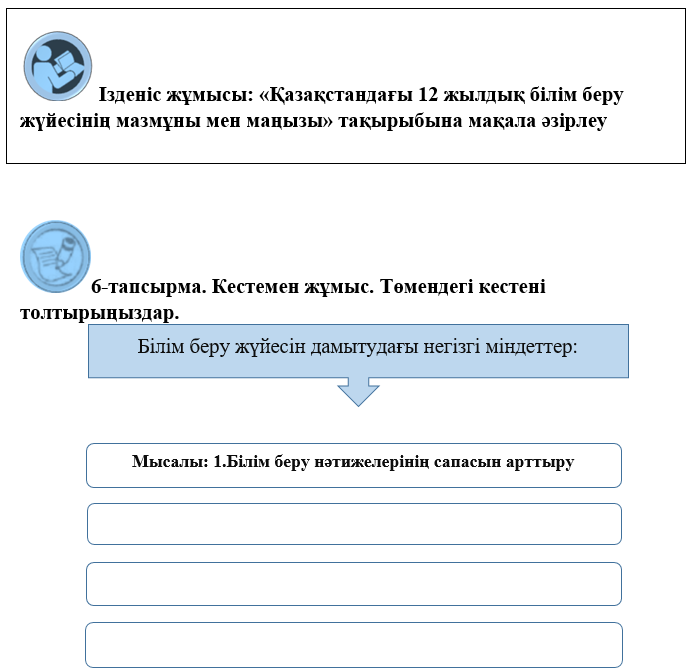 Ізденіс жұмысы: «Қазақстандағы 12 жылдық білім беру
жүйесінің мазмұны мен маңызы» тақырыбына мақала әзірлеу
6-тапсырма. Кестемен жұмыс. Төмендегі кестені
толтырыңыздар.
Білім беру жүйесін дамытудағы негізгі міндеттер:
Мысалы: 1.Білім беру нәтижелерінің сапасын арттыру